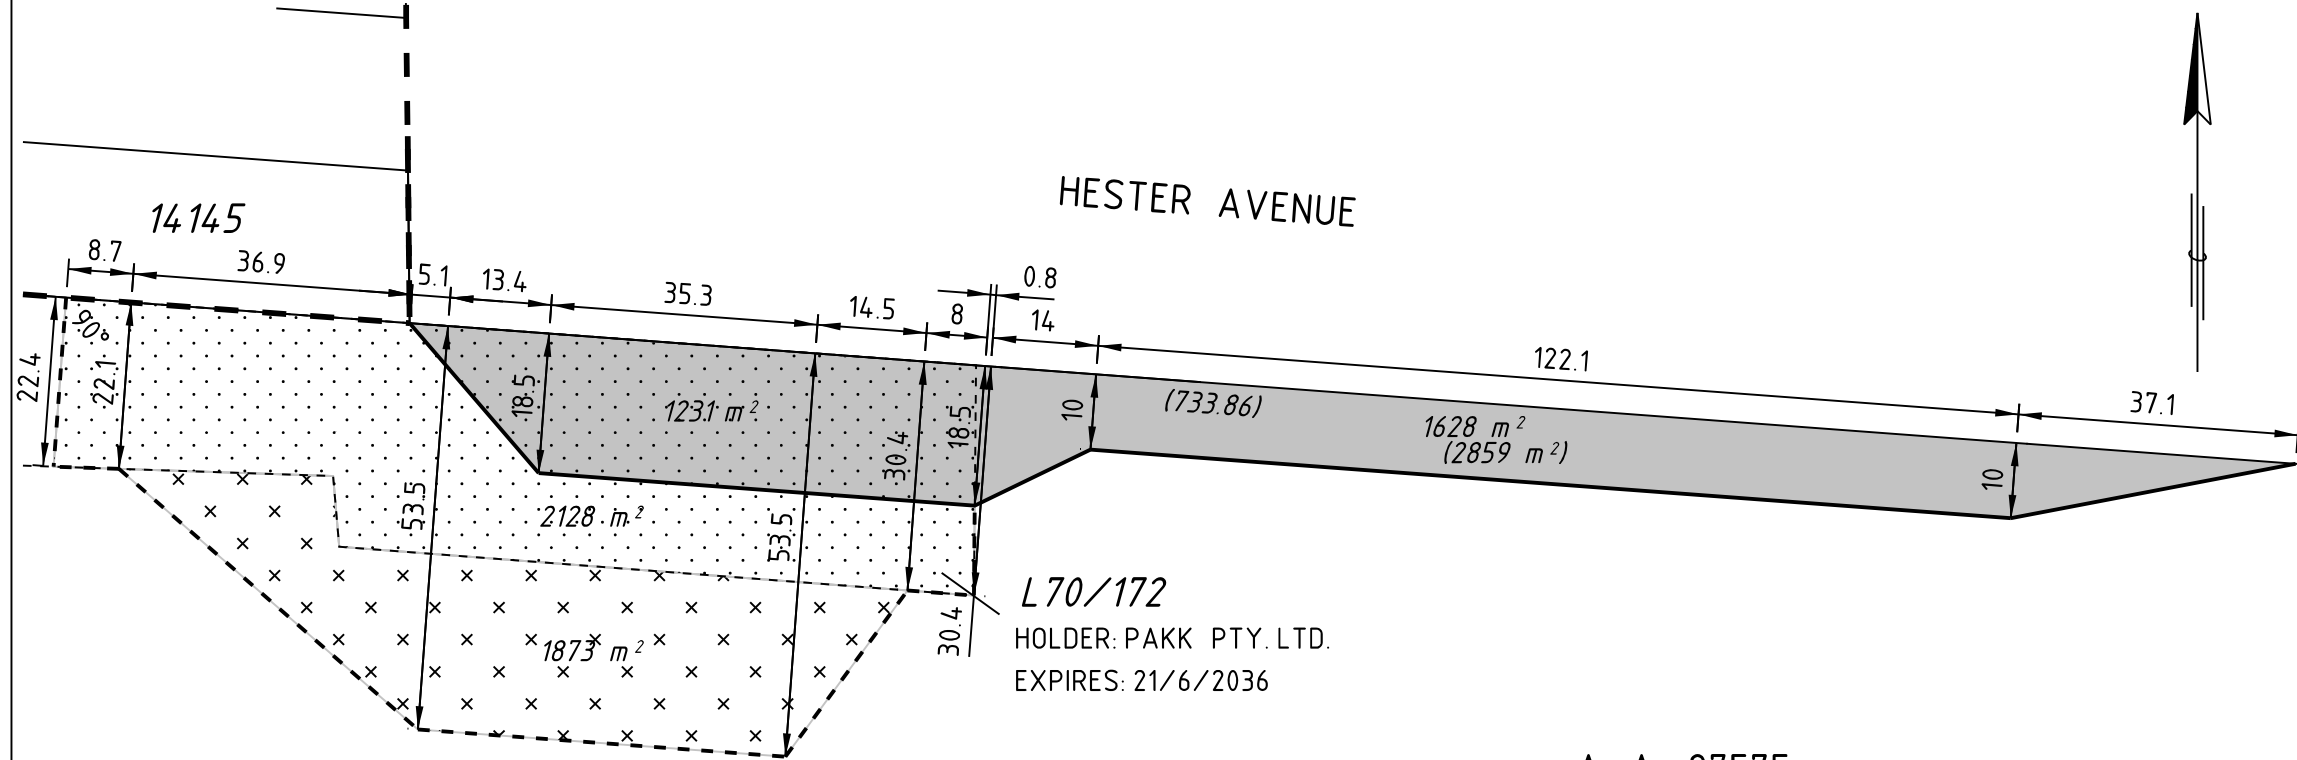 HESTER AVENUE
14145
8.7
36.9
5.1
13.4
35.3
14.5
8
0.8
14
122.1
37.1
90°
22.4
22.1
18.5
1231 m²
30.4
18.5
10
(733.86)
1628 m²
(2859 m²)
10
53.5
2128 m²
53.5
1873 m²
30.4
L70/172
HOLDER: PAKK PTY. LTD.
EXPIRES: 21/6/2036